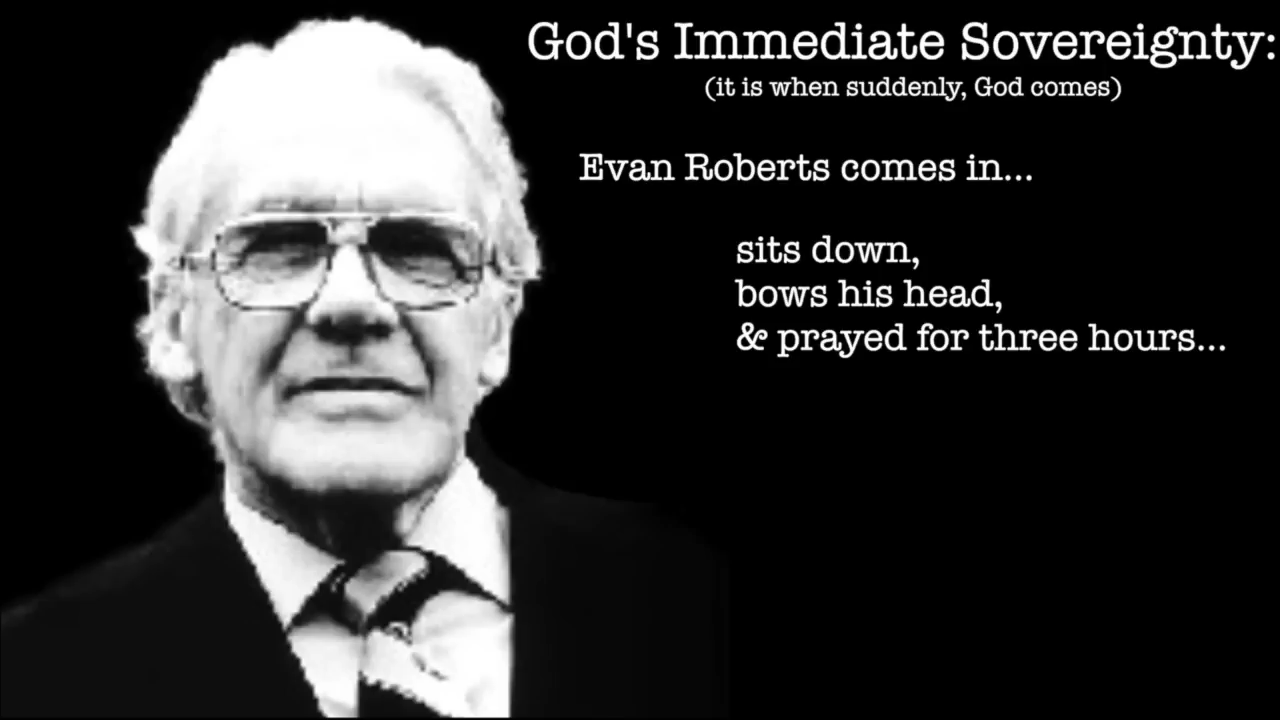 God's Immediate Sovereignty:
(it is when suddenly, God comes)
Evan Roberts comes in...
sits down,
bows his head,
& prayed for three hours...